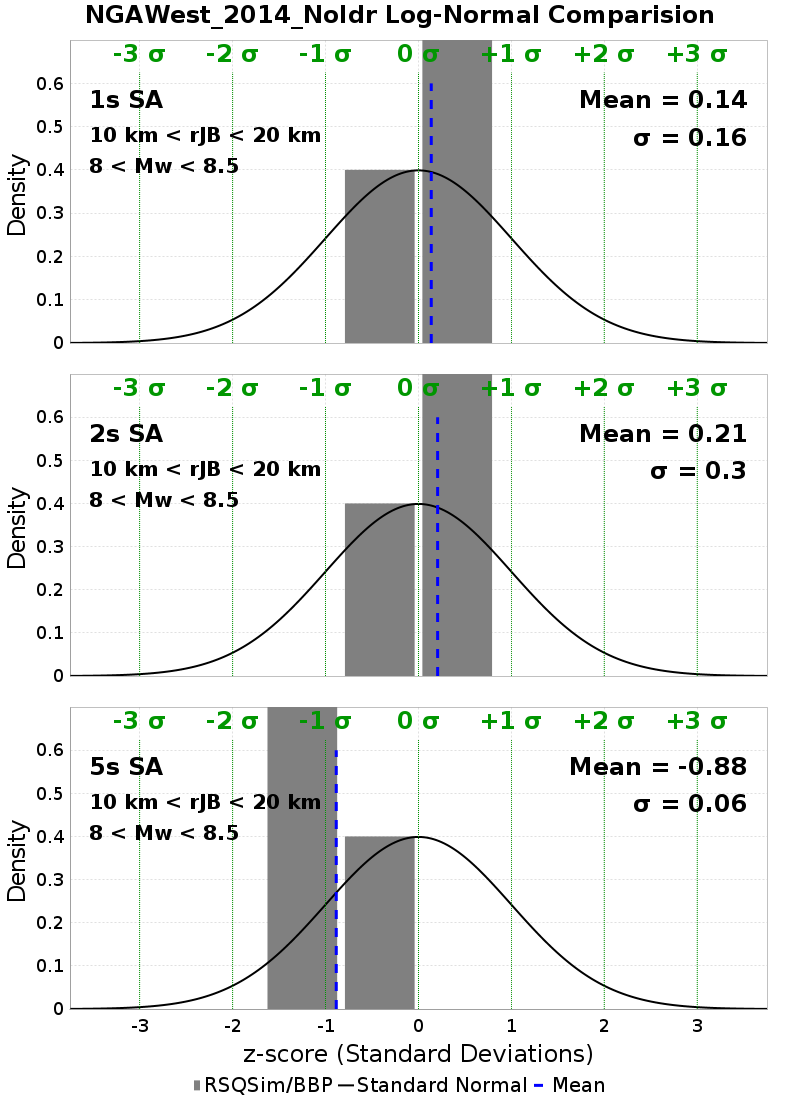 NGAWest_2014_NoIdr Log-Normal Comparision
-3 σ -2 σ -1 σ 0 σ +1 σ +2 σ +3 σ
1s SA
10 km < rJB < 20 km
8 < Mw < 8.5
Mean = 0.14
σ = 0.16
Density
0.6
0.5
0.4
0.3
0.2
0.1
0
-3 σ -2 σ -1 σ 0 σ +1 σ +2 σ +3 σ
2s SA
10 km < rJB < 20 km
8 < Mw < 8.5
Mean = 0.21
σ = 0.3
Density
0.6
0.5
0.4
0.3
0.2
0.1
0
-3 σ -2 σ -1 σ 0 σ +1 σ +2 σ +3 σ
5s SA
10 km < rJB < 20 km
8 < Mw < 8.5
Mean = -0.88
σ = 0.06
Density
0.6
0.5
0.4
0.3
0.2
0.1
0
-3 -2 -1 0 1 2 3
z-score (Standard Deviations)
RSQSim/BBP Standard Normal Mean